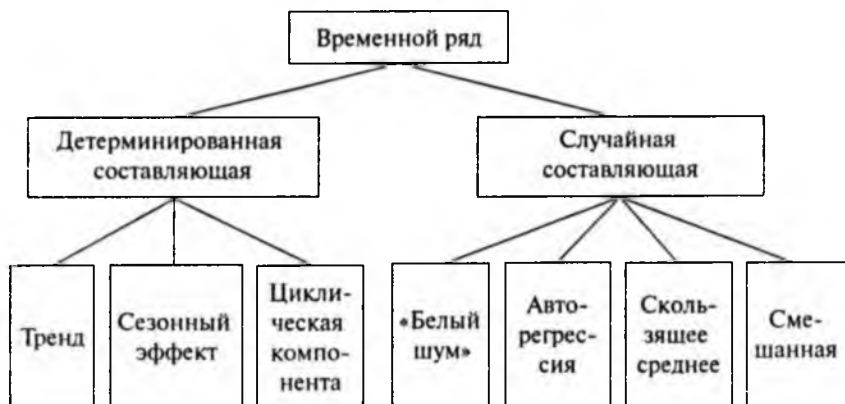 Временной ряд
Детерминированная
составляющая
Случайная
составляющая
Тренд
Сезонный
эффект
Цикли-
ческая
компо-
нента
«Белый
шум»
Авто-
регрес-
сия
Сколь-
зящее
среднее
Сме-
шанная